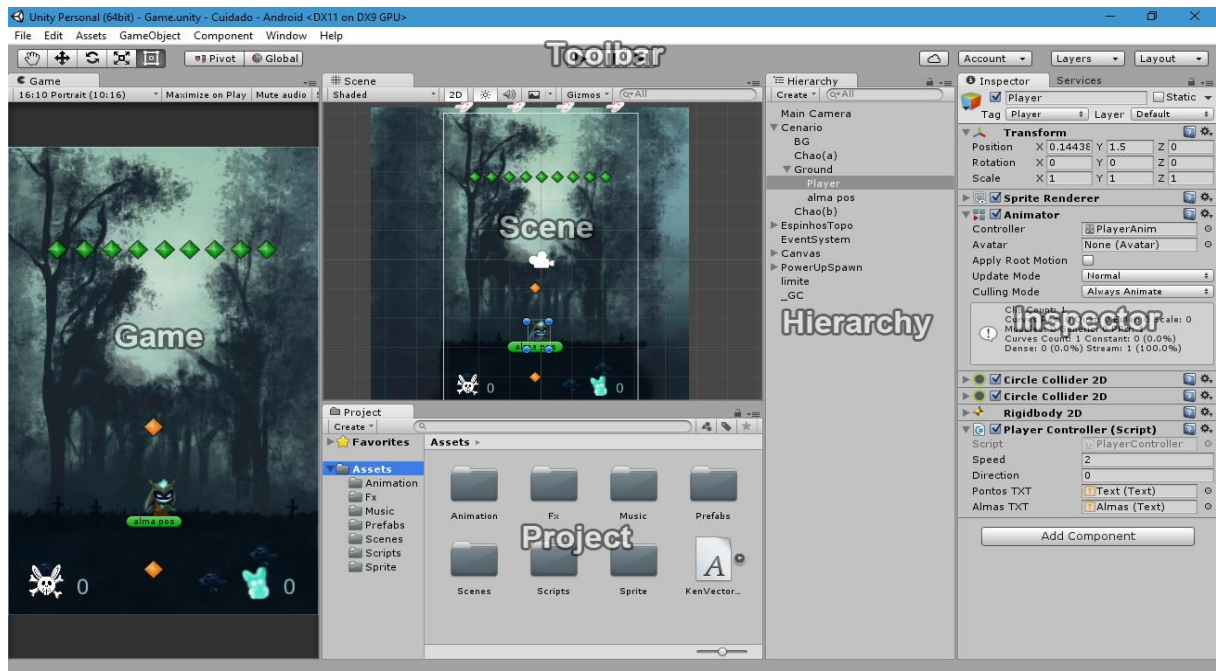 Unity Personal (64bit) - Game.unity - Cuidado - Android <DX11 on DX9 GPU>
File Edit Assets GameObject Component Window Help
Pivot Global
Toolbar
Account Layers Layout
Game
16:10 Portrait (10:16) Maximize on Play Mute audio
Game
alma pos
0
0
Scene
Shaded 2D Gizmos All
Scene
alma pos
0
0
Project
Create
Favorites
Assets
Animation
Fx
Music
Prefabs
Scenes
Scripts
Sprite
Assets
Animation Fx Music Prefabs
Project
Scenes Scripts Sprite KenVector...
Hierarchy
Create All
Main Camera
Cenario
BG
Chao(a)
Ground
Player
alma pos
Chao(b)
EspinhosTopo
EventSystem
Canvas
PowerUpSpawn
limite
_GC
Hierarchy
Inspector Services
Player Static
Tag Player Layer Default
Transform
Position X 0.14438 Y 1.5 Z 0
Rotation X 0 Y 0 Z 0
Scale X 1 Y 1 Z 1
Sprite Renderer
Animator
Controller PlayerAnim
Avatar None (Avatar)
Apply Root Motion
Update Mode Normal
Culling Mode Always Animate
Inspector
Curves Count: 1 Constant: 0 (0.0%)
Dense: 0 (0.0%) Stream: 1 (100.0%)
Circle Collider 2D
Circle Collider 2D
Rigidbody 2D
Player Controller (Script)
Script PlayerController
Speed 2
Direction 0
Pontos TXT Text (Text)
Almas TXT Almas (Text)
Add Component